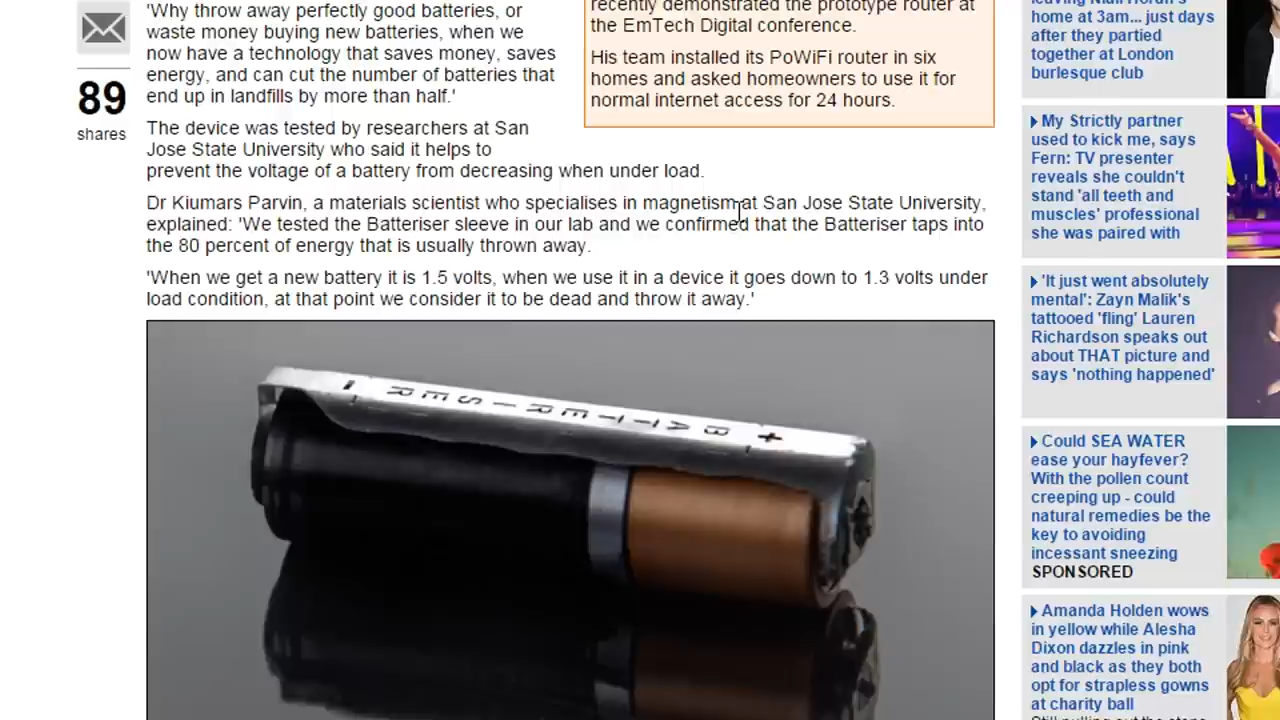 'Why throw away perfectly good batteries, or
waste money buying new batteries, when we
now have a technology that saves money, saves
energy, and can cut the number of batteries that
end up in landfills by more than half.'
89
shares
The device was tested by researchers at San
Jose State University who said it helps to
prevent the voltage of a battery from decreasing when under load.
Dr Kiumars Parvin, a materials scientist who specialises in magnetism at San Jose State University,
explained: 'We tested the Batteriser sleeve in our lab and we confirmed that the Batteriser taps into
the 80 percent of energy that is usually thrown away.
'When we get a new battery it is 1.5 volts, when we use it in a device it goes down to 1.3 volts under
load condition, at that point we consider it to be dead and throw it away.'
recently demonstrated the prototype router at
the EmTech Digital conference.
His team installed its PoWiFi router in six
homes and asked homeowners to use it for
normal internet access for 24 hours.
+ BATTERISER -
home at 3am... just days
after they partied
together at London
burlesque club
My Strictly partner
used to kick me, says
Fern: TV presenter
reveals she couldn't
stand 'all teeth and
muscles' professional
she was paired with
'It just went absolutely
mental': Zayn Malik's
tattooed 'fling' Lauren
Richardson speaks out
about THAT picture and
says 'nothing happened'
Could SEA WATER
ease your hayfever?
With the pollen count
creeping up - could
natural remedies be the
key to avoiding
incessant sneezing
SPONSORED
Amanda Holden wows
in yellow while Alesha
Dixon dazzles in pink
and black as they both
opt for strapless gowns
at charity ball